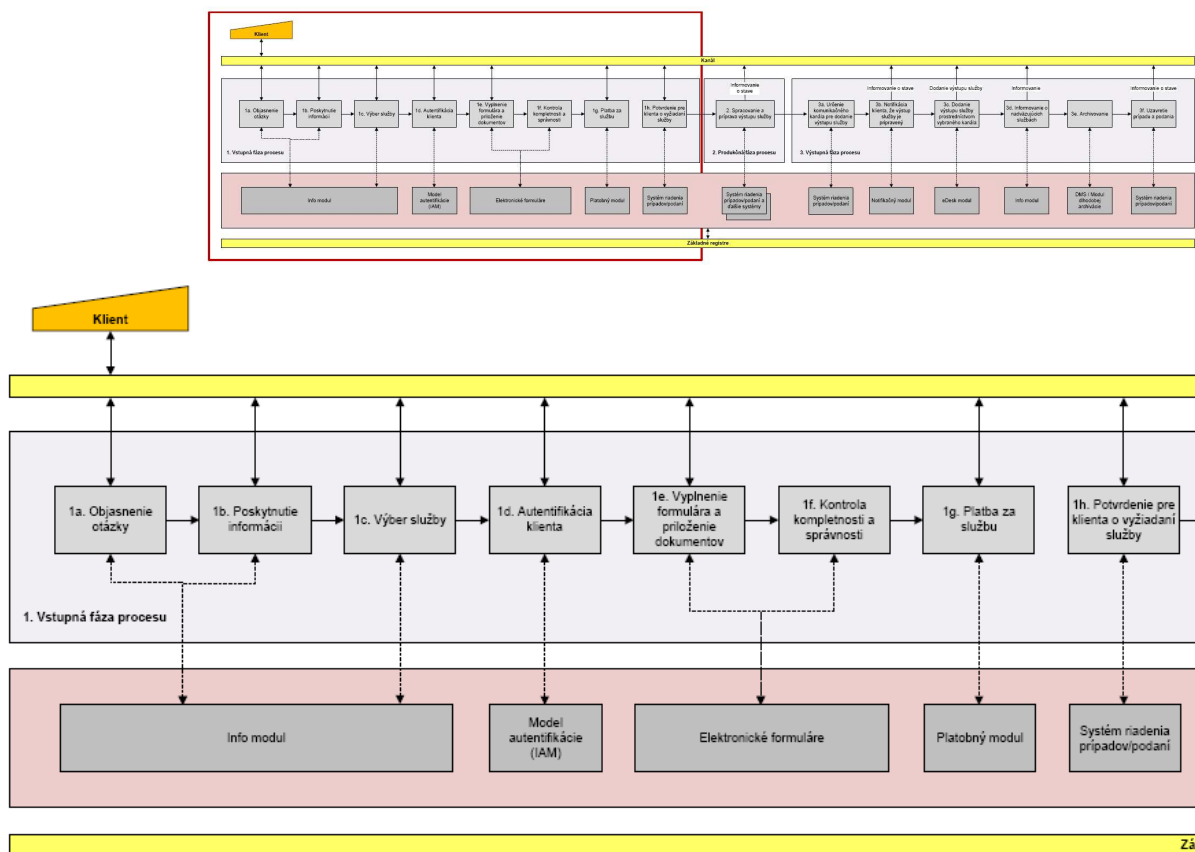 Klient
Kanál
Informovanie
o stave
Informovanie o stave
Dodanie výstupu služby
Informovanie
Informovanie o stave
1a. Objasnenie
otázky
1b. Poskytnutie
informácií
1c. Výber služby
1d. Autentifikácia
klienta
1e. Vyplnenie
formulára a
priloženie
dokumentov
1f. Kontrola
kompletnosti a
správnosti
1g. Platba za
službu
1h. Potvrdenie pre
klienta o vyžiadaní
služby
2. Spracovanie a
príprava výstupu služby
3a. Určenie
komunikačného
kanála pre dodanie
výstupu služby
3b. Notifikácia
klienta, že výstup
služby je
pripravený
3c. Dodanie
výstupu služby
prostredníctvom
vybraného kanála
3d. Informovanie o
nadväzujúcich
službách
3e. Archivovanie
3f. Uzavretie
prípadu a podania
1. Vstupná fáza procesu
2. Produkčná fáza procesu
3. Výstupná fáza procesu
Info modul
Model
autentifikácie
(IAM)
Elektronické formuláre
Platobný modul
Systém riadenia
prípadov/podaní
Systém riadenia
prípadov/podaní a
ďalšie systémy
Systém riadenia
prípadov/podaní
Notifikačný modul
eDesk modul
Info modul
DMS / Modul
dlhodobej
archivácie
Systém riadenia
prípadov/podaní
Základné registre
Klient
1a. Objasnenie
otázky
1b. Poskytnutie
informácií
1c. Výber služby
1d. Autentifikácia
klienta
1e. Vyplnenie
formulára a
priloženie
dokumentov
1f. Kontrola
kompletnosti a
správnosti
1g. Platba za
službu
1h. Potvrdenie pre
klienta o vyžiadaní
služby
1. Vstupná fáza procesu
Info modul
Model
autentifikácie
(IAM)
Elektronické formuláre
Platobný modul
Systém riadenia
prípadov/podaní
Zá